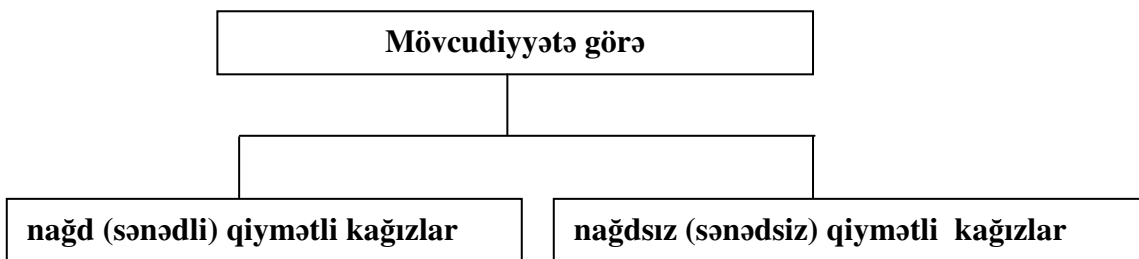 Mövcudiyyətə görə
nağd (sənədli) qiymətli kağızlar
nağdsız (sənədsiz) qiymətli kağızlar